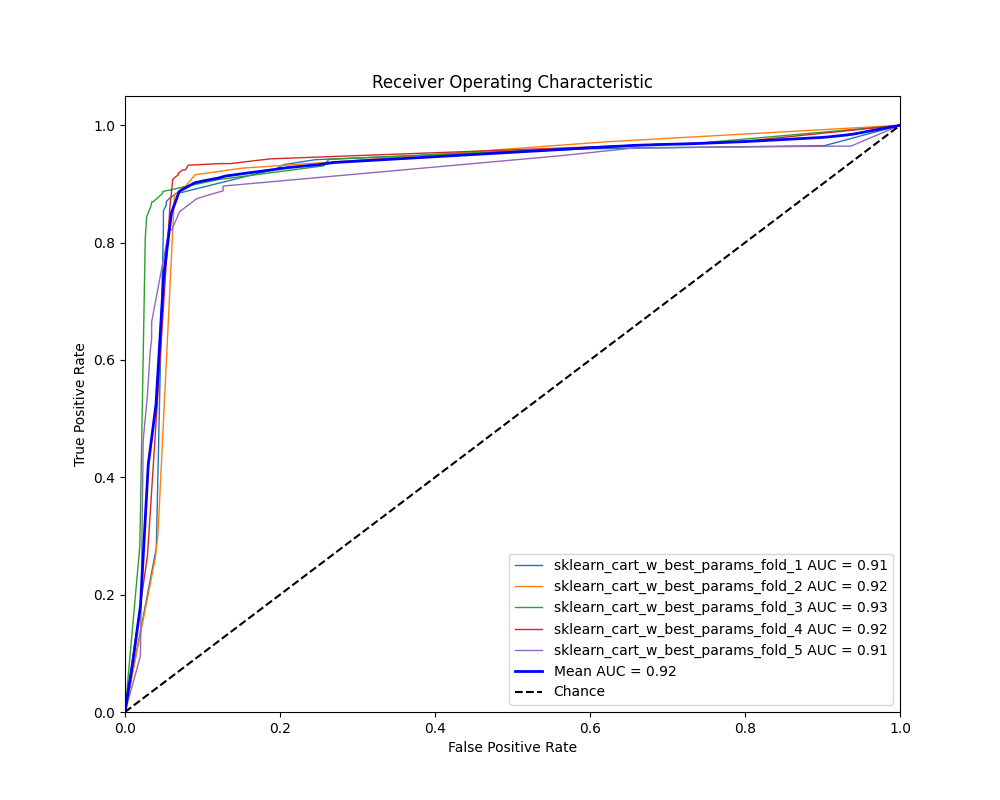 Receiver Operating Characteristic
1.0
0.8
0.6
0.4
0.2
0.0
True Positive Rate
0.0 0.2 0.4 0.6 0.8 1.0
False Positive Rate
sklearn_cart_w_best_params_fold_1 AUC = 0.91
sklearn_cart_w_best_params_fold_2 AUC = 0.92
sklearn_cart_w_best_params_fold_3 AUC = 0.93
sklearn_cart_w_best_params_fold_4 AUC = 0.92
sklearn_cart_w_best_params_fold_5 AUC = 0.91
Mean AUC = 0.92
Chance